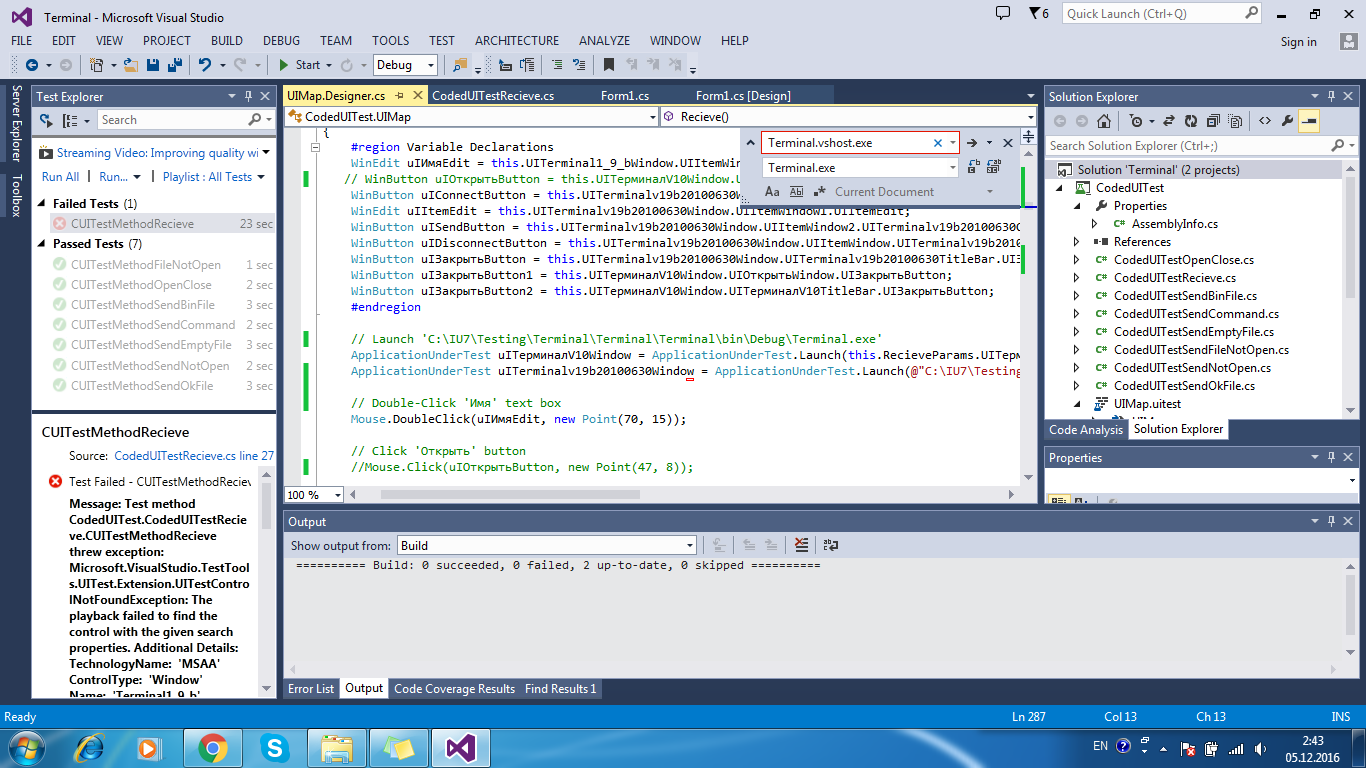 Terminal - Microsoft Visual Studio
6
Quick Launch (Ctrl+Q)
FILE EDIT VIEW PROJECT BUILD DEBUG TEAM TOOLS TEST ARCHITECTURE ANALYZE WINDOW HELP
Sign in
Start
Debug
Server Explorer
Toolbox
Test Explorer
Search
Streaming Video: Improving quality wi
Run All Run... Playlist : All Tests
Failed Tests (1)
CUITestMethodRecieve 23 sec
Passed Tests (7)
CUITestMethodFileNotOpen 1 sec
CUITestMethodOpenClose 2 sec
CUITestMethodSendBinFile 3 sec
CUITestMethodSendCommand 2 sec
CUITestMethodSendEmptyFile 3 sec
CUITestMethodSendNotOpen 2 sec
CUITestMethodSendOkFile 3 sec
CUITestMethodRecieve
Source: CodedUITestRecieve.cs line 27
Test Failed - CUITestMethodReciev
Message: Test method
CodedUITest.CodedUITestRecie
ve.CUITestMethodRecieve
threw exception:
Microsoft.VisualStudio.TestTool
s.UITest.Extension.UITestContro
lNotFoundException: The
playback failed to find the
control with the given search
properties. Additional Details:
TechnologyName: 'MSAA'
ControlType: 'Window'
Name: 'Terminal1_9_b'
UIMap.Designer.cs CodedUITestRecieve.cs Form1.cs Form1.cs [Design]
CodedUITest.UIMap Recieve()
Terminal.vshost.exe
Terminal.exe
Aa Ab Current Document
{
#region Variable Declarations
WinEdit uIИмяEdit = this.UITerminal1_9_bWindow.UIItemWin
// WinButton uIОткрытьButton = this.UIТерминалV10Window.U
WinButton uIConnectButton = this.UITerminalv19b20100630W
WinEdit uIItemEdit = this.UITerminalv19b20100630Window.UIItemWindow1.UIItemEdit;
WinButton uISendButton = this.UITerminalv19b20100630Window.UIItemWindow2.UITerminalv19b20100630C
WinButton uIDisconnectButton = this.UITerminalv19b20100630Window.UIItemWindow.UITerminalv19b2010
WinButton uIЗакрытьButton = this.UITerminalv19b20100630Window.UITerminalv19b20100630TitleBar.UIЗ
WinButton uIЗакрытьButton1 = this.UIТерминалV10Window.UIОткрытьWindow.UIЗакрытьButton;
WinButton uIЗакрытьButton2 = this.UIТерминалV10Window.UIТерминалV10TitleBar.UIЗакрытьButton;
#endregion
// Launch 'C:\IU7\Testing\Terminal\Terminal\Terminal\bin\Debug\Terminal.exe'
ApplicationUnderTest uIТерминалV10Window = ApplicationUnderTest.Launch(this.RecieveParams.UIТерм
ApplicationUnderTest uITerminalv19b20100630Window = ApplicationUnderTest.Launch(@"C:\IU7\Testing
// Double-Click 'Имя' text box
Mouse.DoubleClick(uIИмяEdit, new Point(70, 15));
// Click 'Открыть' button
//Mouse.Click(uIОткрытьButton, new Point(47, 8));
100 %
Output
Show output from: Build
========== Build: 0 succeeded, 0 failed, 2 up-to-date, 0 skipped ==========
Error List Output Code Coverage Results Find Results 1
Solution Explorer
Search Solution Explorer (Ctrl+;)
Solution 'Terminal' (2 projects)
CodedUITest
Properties
AssemblyInfo.cs
References
CodedUITestOpenClose.cs
CodedUITestRecieve.cs
CodedUITestSendBinFile.cs
CodedUITestSendCommand.cs
CodedUITestSendEmptyFile.cs
CodedUITestSendFileNotOpen.cs
CodedUITestSendNotOpen.cs
CodedUITestSendOkFile.cs
UIMap.uitest
Code Analysis Solution Explorer
Properties
Ready Ln 287 Col 13 Ch 13 INS
EN
2:43
05.12.2016